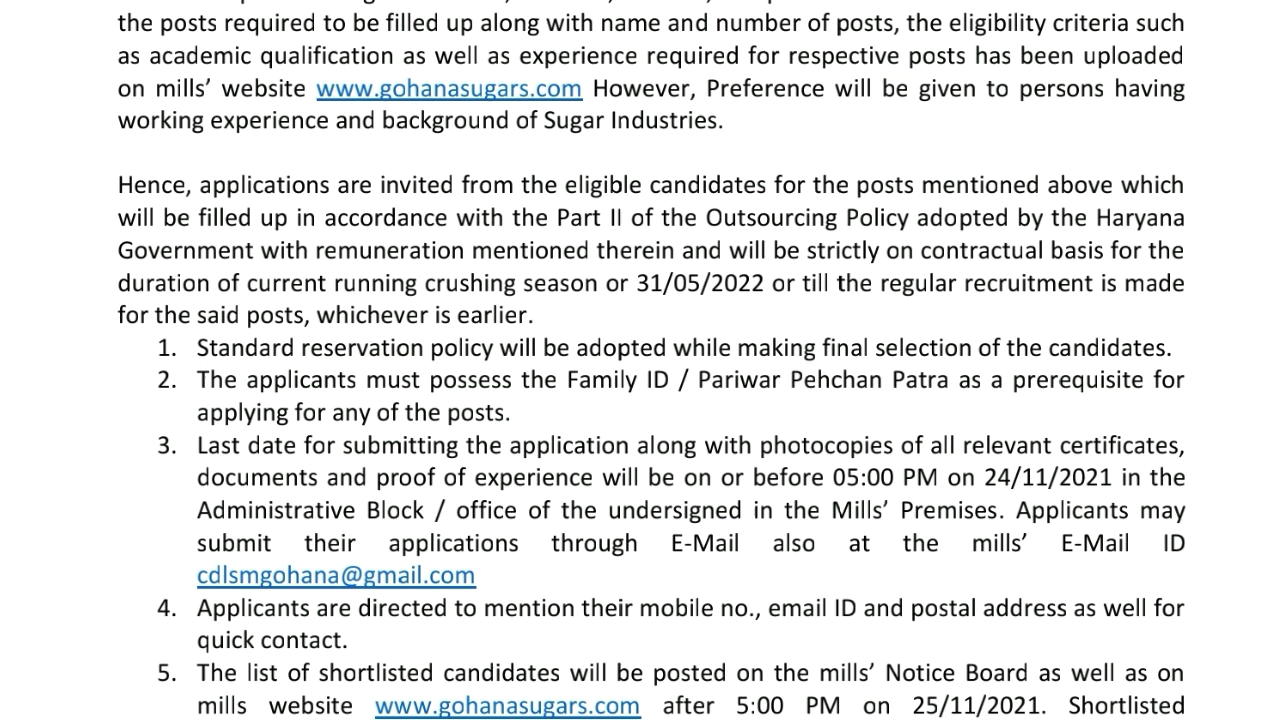 the posts required to be filled up along with name and number of posts, the eligibility criteria such
as academic qualification as well as experience required for respective posts has been uploaded
on mills’ website www.gohanasugars.com However, Preference will be given to persons having
working experience and background of Sugar Industries.
Hence, applications are invited from the eligible candidates for the posts mentioned above which
will be filled up in accordance with the Part II of the Outsourcing Policy adopted by the Haryana
Government with remuneration mentioned therein and will be strictly on contractual basis for the
duration of current running crushing season or 31/05/2022 or till the regular recruitment is made
for the said posts, whichever is earlier.
1. Standard reservation policy will be adopted while making final selection of the candidates.
2. The applicants must possess the Family ID / Pariwar Pehchan Patra as a prerequisite for
applying for any of the posts.
3. Last date for submitting the application along with photocopies of all relevant certificates,
documents and proof of experience will be on or before 05:00 PM on 24/11/2021 in the
Administrative Block / office of the undersigned in the Mills’ Premises. Applicants may
submit their applications through E-Mail also at the mills’ E-Mail ID
cdlsmgohana@gmail.com
4. Applicants are directed to mention their mobile no., email ID and postal address as well for
quick contact.
5. The list of shortlisted candidates will be posted on the mills’ Notice Board as well as on
mills website www.gohanasugars.com after 5:00 PM on 25/11/2021. Shortlisted